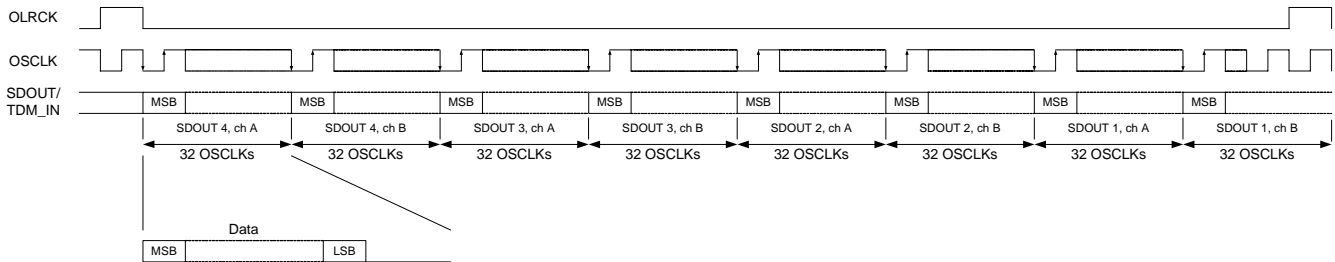 OLRCK
OSCLK
SDOUT/
TDM_IN
MSB MSB MSB MSB MSB MSB MSB MSB
SDOUT 4, ch A SDOUT 4, ch B SDOUT 3, ch A SDOUT 3, ch B SDOUT 2, ch A SDOUT 2, ch B SDOUT 1, ch A SDOUT 1, ch B
32 OSCLKs 32 OSCLKs 32 OSCLKs 32 OSCLKs 32 OSCLKs 32 OSCLKs 32 OSCLKs 32 OSCLKs
Data
MSB LSB